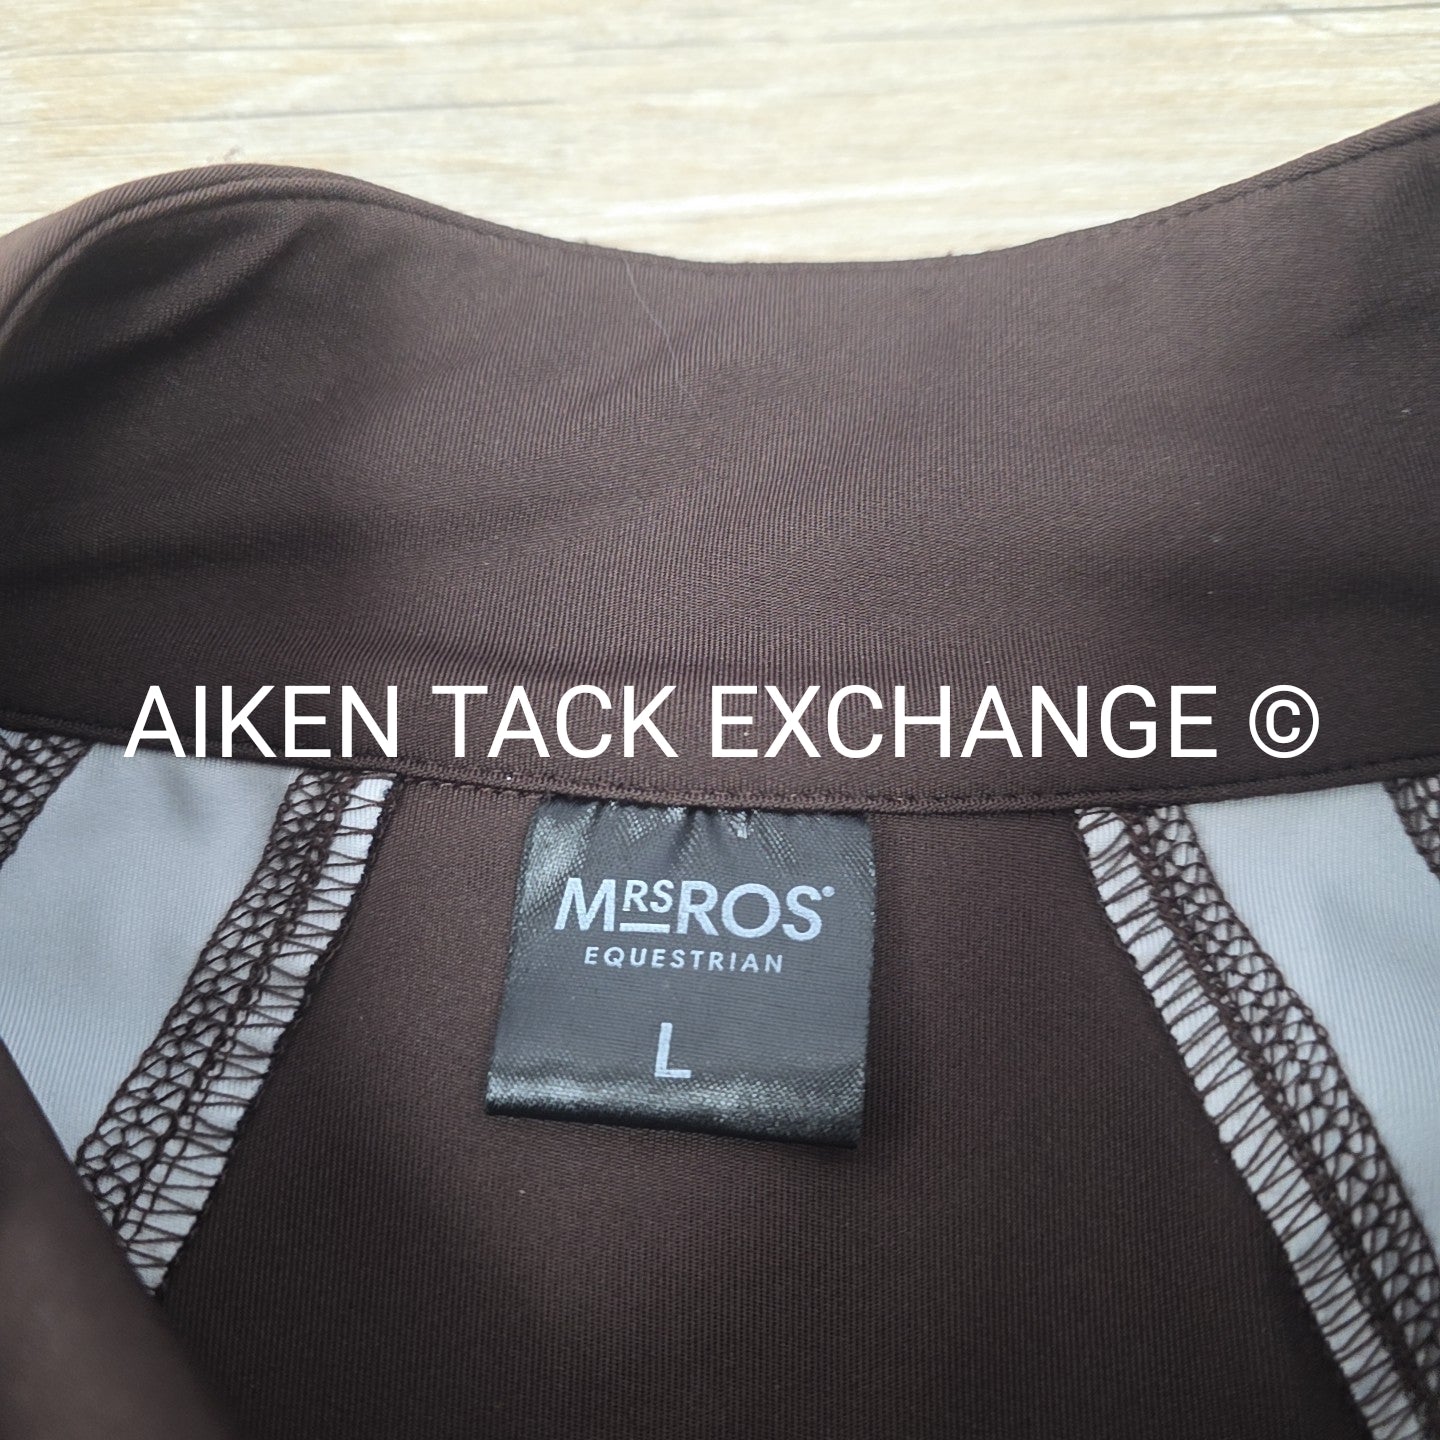 AIKEN TACK EXCHANGE ©
MRSROS
EQUESTRIAN
L